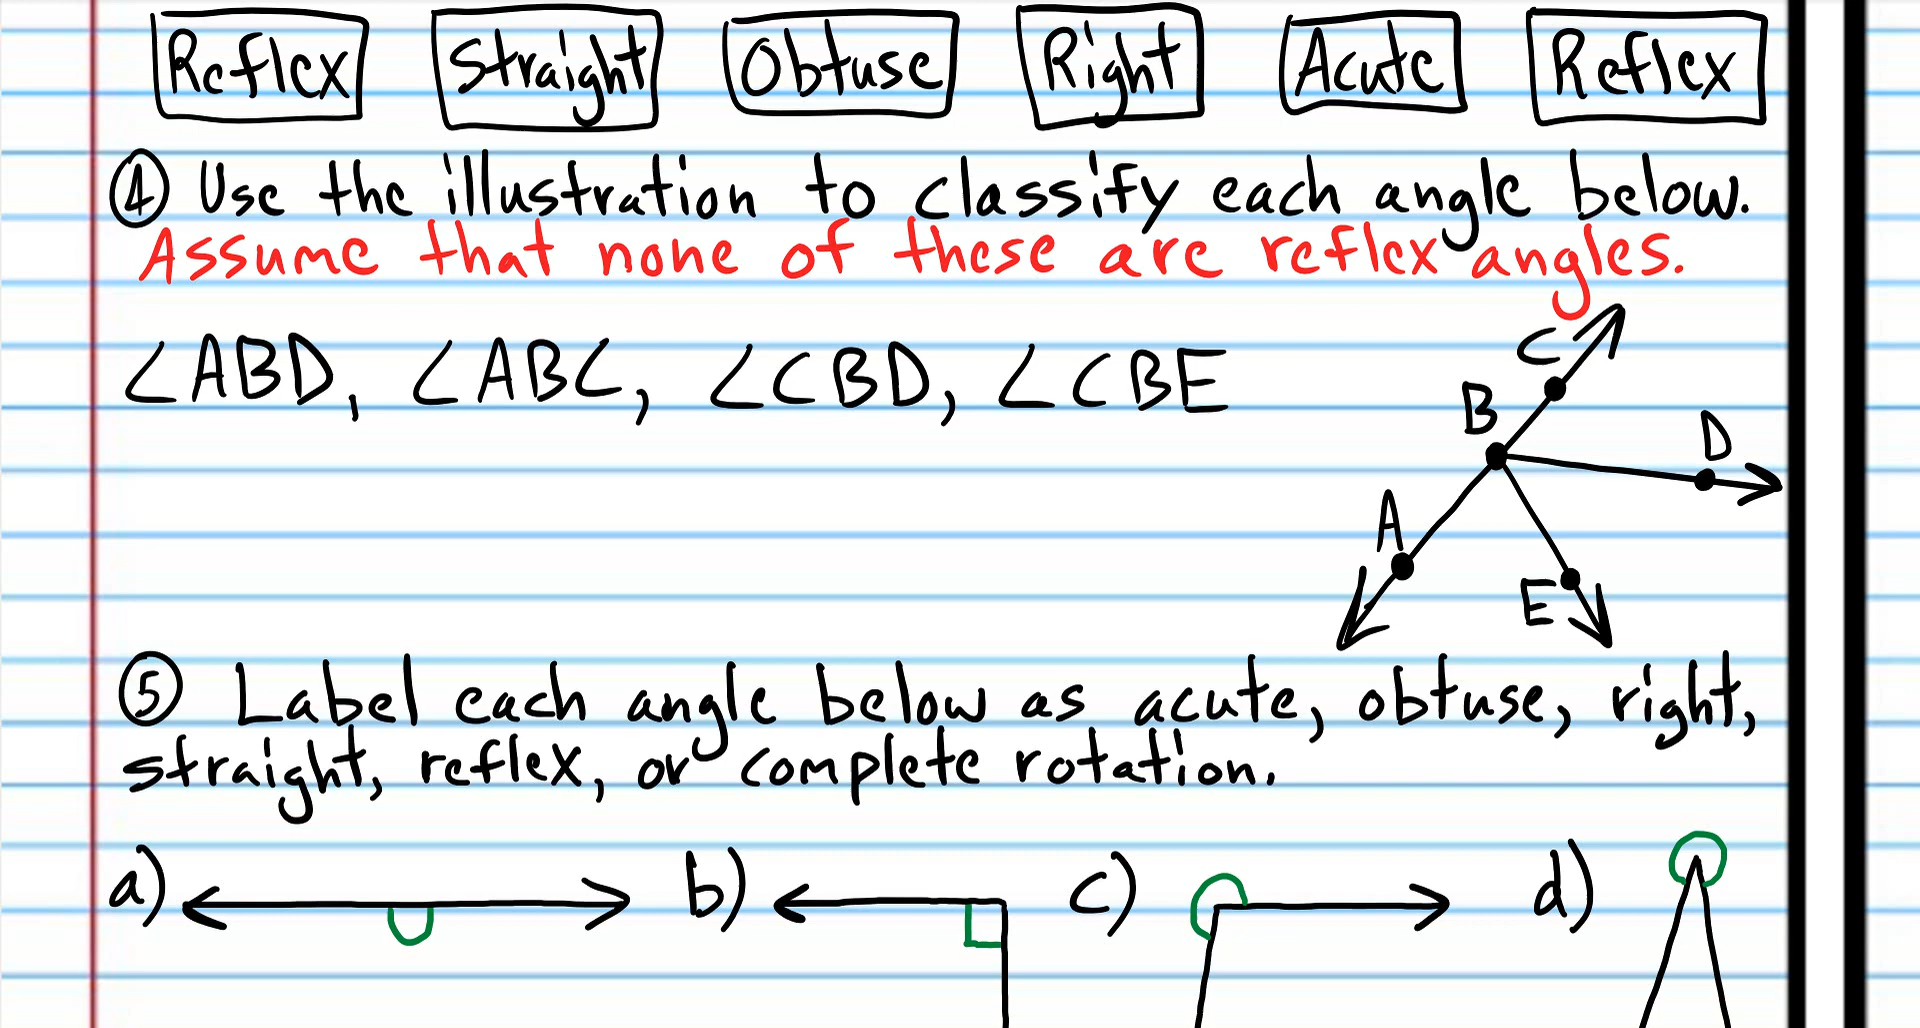 Reflex Straight Obtuse Right Acute Reflex
④ Use the illustration to classify each angle below.
Assume that none of these are reflex angles.
∠ABD, ∠ABC, ∠CBD, ∠CBE
C
B
D
A
E
⑤ Label each angle below as acute, obtuse, right,
straight, reflex, or complete rotation.
a) b) c) d)